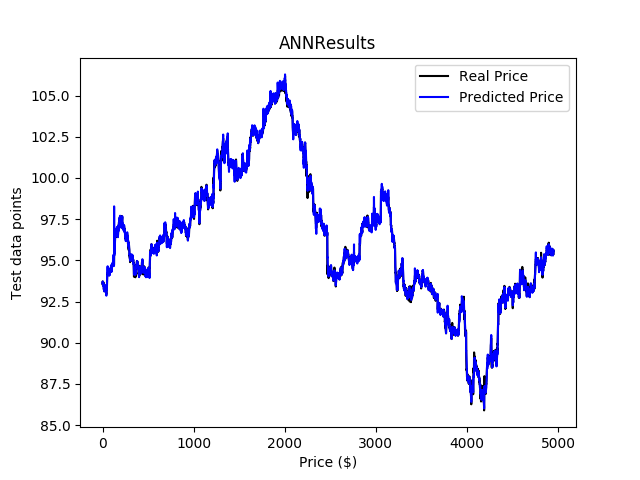 ANNResults
Real Price
Predicted Price
105.0
102.5
100.0
97.5
95.0
92.5
90.0
87.5
85.0
Test data points
0 1000 2000 3000 4000 5000
Price ($)